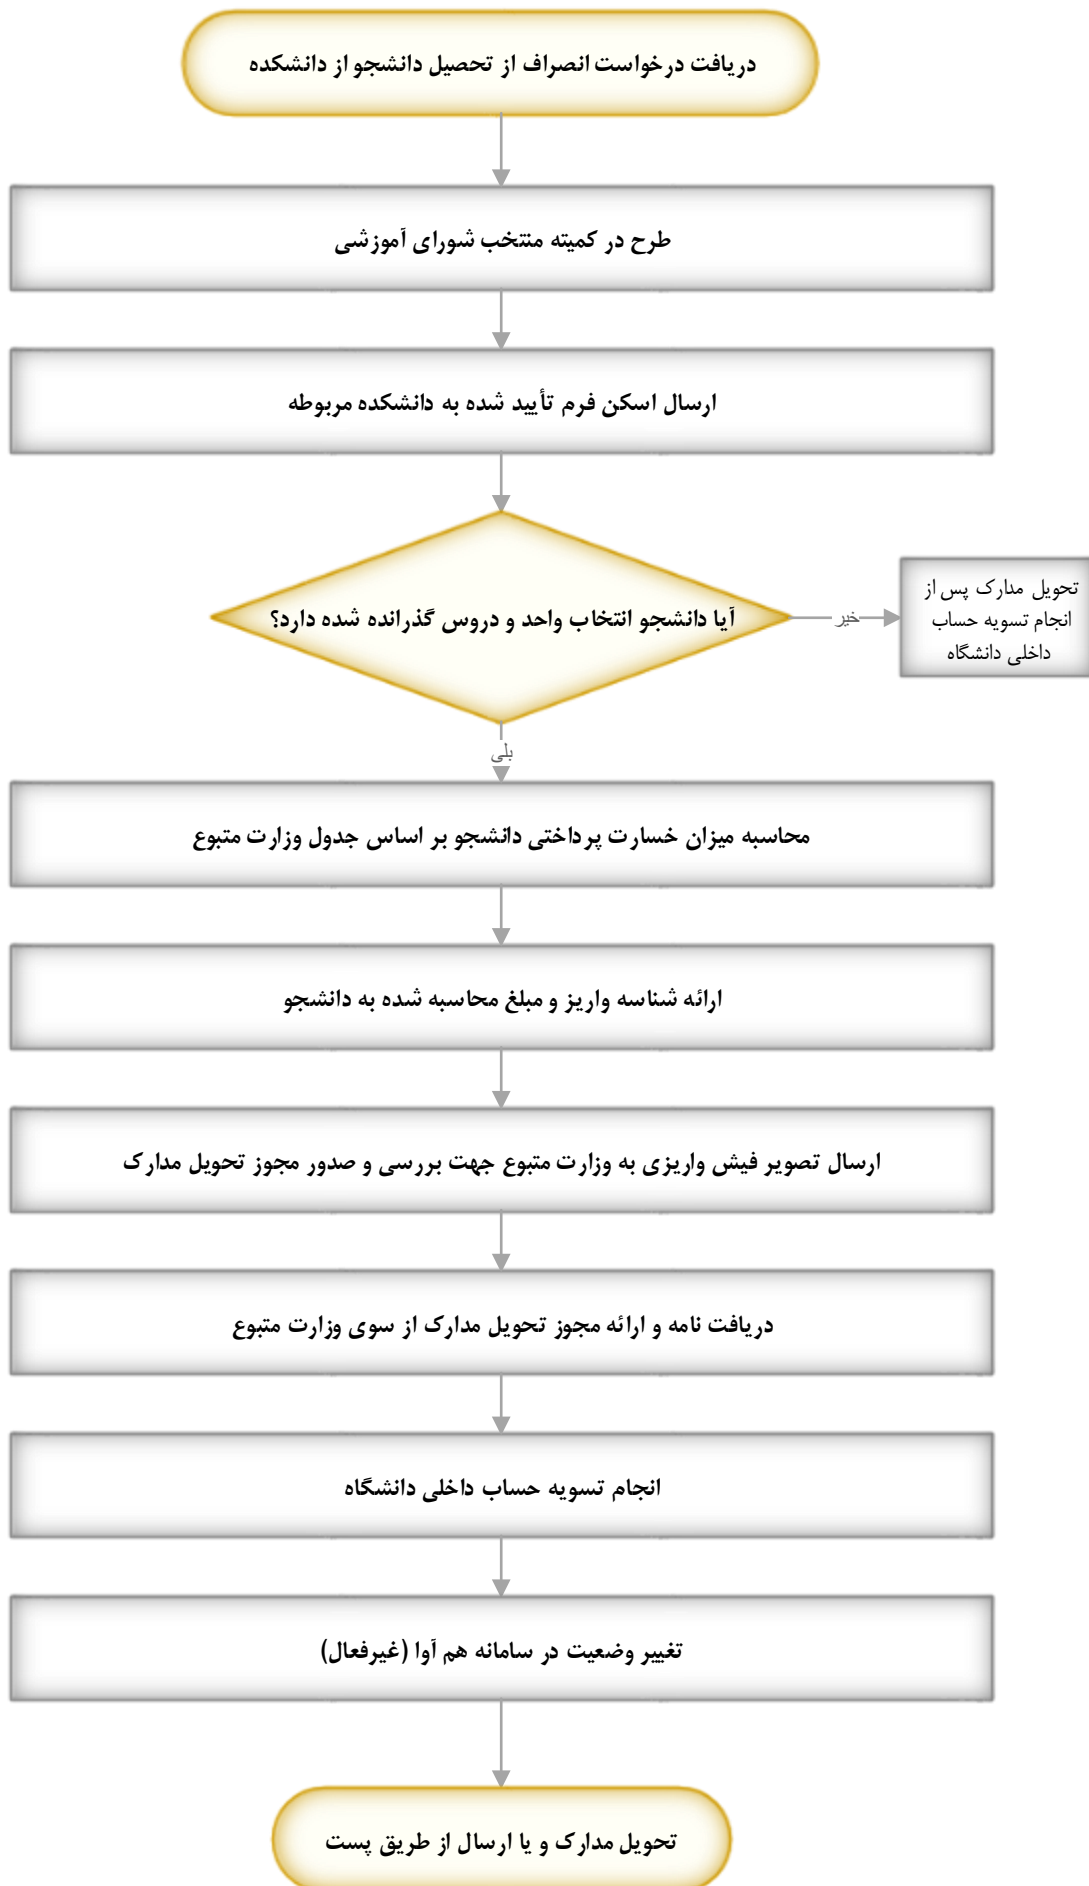 دریافت درخواست انصراف از تحصیل دانشجو از دانشکده
طرح در کمیته منتخب شورای آموزشی
ارسال اسکن فرم تأیید شده به دانشکده مربوطه
آیا دانشجو انتخاب واحد و دروس گذرانده شده دارد؟
خیر
تحویل مدارک پس از
انجام تسویه حساب
داخلی دانشگاه
بلی
محاسبه میزان خسارت پرداختی دانشجو بر اساس جدول وزارت متبوع
ارائه شناسه واریز و مبلغ محاسبه شده به دانشجو
ارسال تصویر فیش واریزی به وزارت متبوع جهت بررسی و صدور مجوز تحویل مدارک
دریافت نامه و ارائه مجوز تحویل مدارک از سوی وزارت متبوع
انجام تسویه حساب داخلی دانشگاه
تغییر وضعیت در سامانه هم آوا (غیرفعال)
تحویل مدارک و یا ارسال از طریق پست